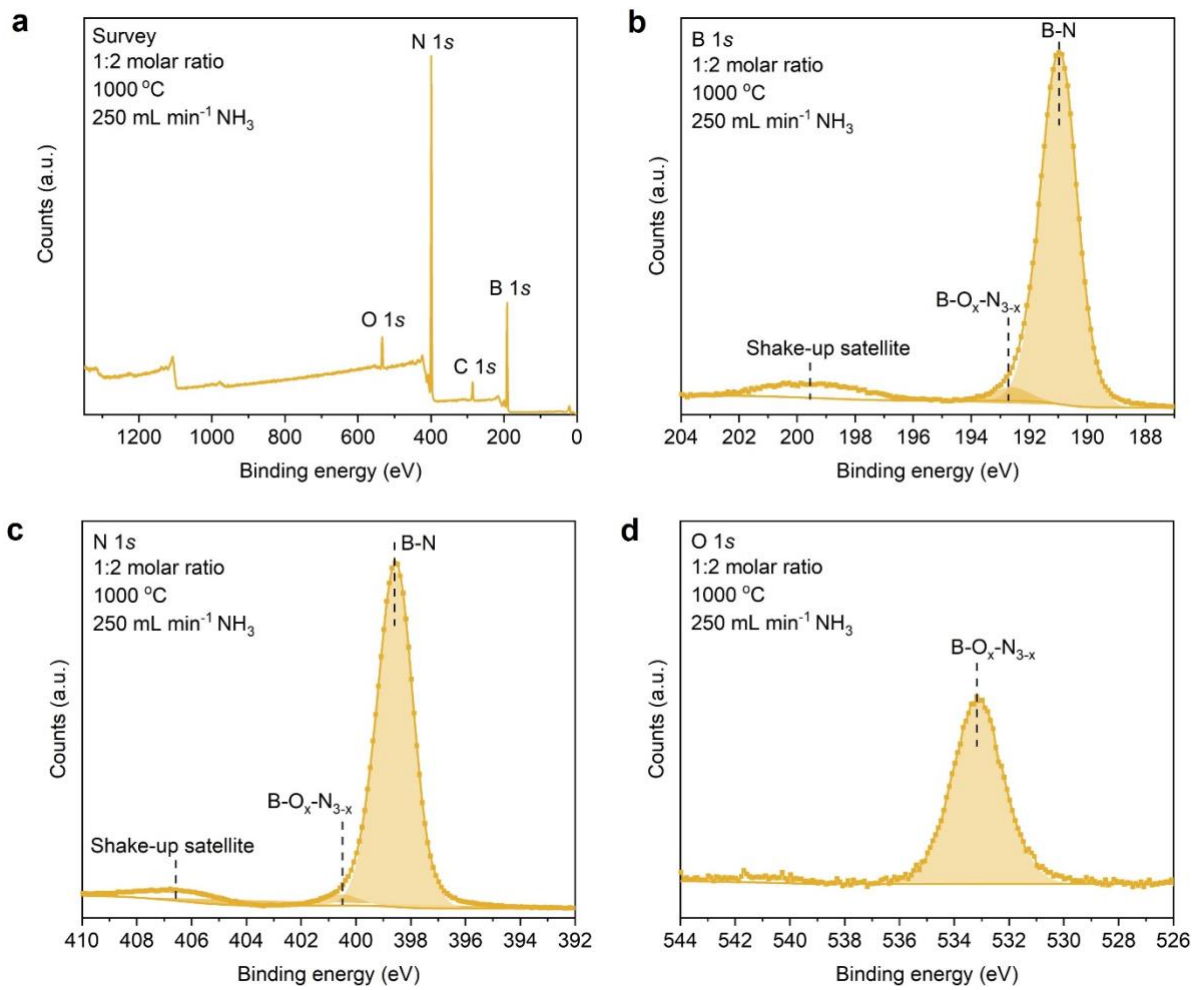 a
Survey
1:2 molar ratio
1000 °C
250 mL min⁻¹ NH₃
N 1s
O 1s
C 1s
B 1s
Counts (a.u.)
1200 1000 800 600 400 200 0
Binding energy (eV)
b
B 1s
1:2 molar ratio
1000 °C
250 mL min⁻¹ NH₃
B-N
B-Oₓ-N₃₋ₓ
Shake-up satellite
Counts (a.u.)
204 202 200 198 196 194 192 190 188
Binding energy (eV)
c
N 1s
1:2 molar ratio
1000 °C
250 mL min⁻¹ NH₃
B-N
B-Oₓ-N₃₋ₓ
Shake-up satellite
Counts (a.u.)
410 408 406 404 402 400 398 396 394 392
Binding energy (eV)
d
O 1s
1:2 molar ratio
1000 °C
250 mL min⁻¹ NH₃
B-Oₓ-N₃₋ₓ
Counts (a.u.)
544 542 540 538 536 534 532 530 528 526
Binding energy (eV)